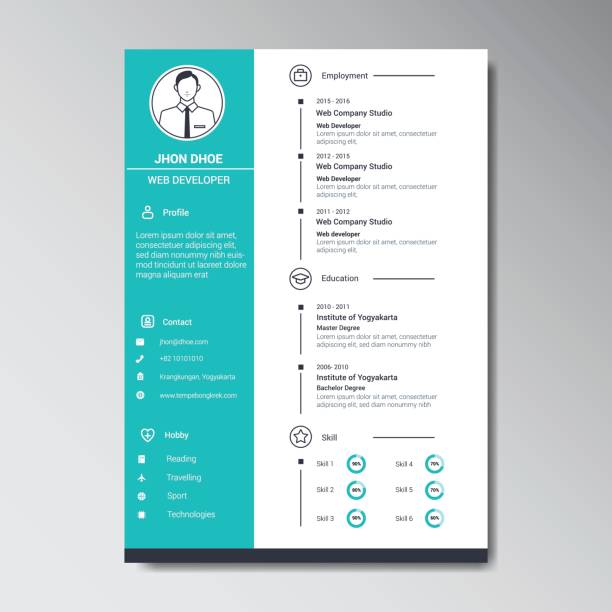 JHON DHOE
WEB DEVELOPER
Profile
Lorem ipsum dolor sit amet,
consectetuer adipiscing elit,
sed diam nonummy nibh
euismod tincidunt ut
laoreet dolore
magna aliquam erat
volutpat.
Contact
jhon@dhoe.com
+82 10101010
Krangkungan, Yogyakarta
www.tempebongkrek.com
Hobby
Reading
Travelling
Sport
Technologies
Employment
2015 - 2016
Web Company Studio
Web Developer
Lorem ipsum dolor sit amet,
consectetuer adipiscing elit,
2012 - 2015
Web Company Studio
Web Developer
Lorem ipsum dolor sit amet,
consectetuer adipiscing elit,
2011 - 2012
Web Company Studio
Web developer
Lorem ipsum dolor sit amet,
consectetuer adipiscing elit,
Education
2010 - 2011
Institute of Yogyakarta
Master Degree
Lorem ipsum dolor sit amet, consectetuer
adipiscing elit, sed diam nonummy nibh
2006- 2010
Institute of Yogyakarta
Bachelor Degree
Lorem ipsum dolor sit amet, consectetuer
adipiscing elit, sed diam nonummy nibh
Skill
Skill 1 90% Skill 4 70%
Skill 2 80% Skill 5 70%
Skill 3 90% Skill 6 60%